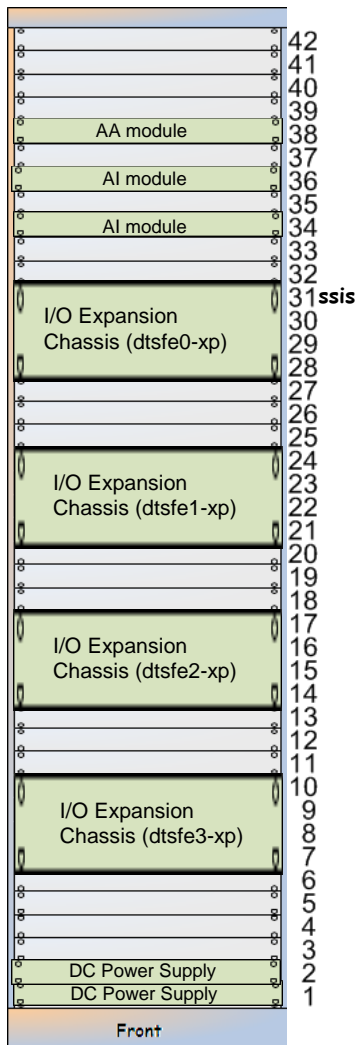 42
41
40
39
AA module 38
37
AI module 36
35
AI module 34
33
32
31 ssis
I/O Expansion 30
Chassis (dtsfe0-xp) 29
28
27
26
25
24
I/O Expansion 23
Chassis (dtsfe1-xp) 22
21
20
19
18
17
I/O Expansion 16
Chassis (dtsfe2-xp) 15
14
13
12
11
10
I/O Expansion 9
Chassis (dtsfe3-xp) 8
7
6
5
4
3
DC Power Supply 2
DC Power Supply 1
Front